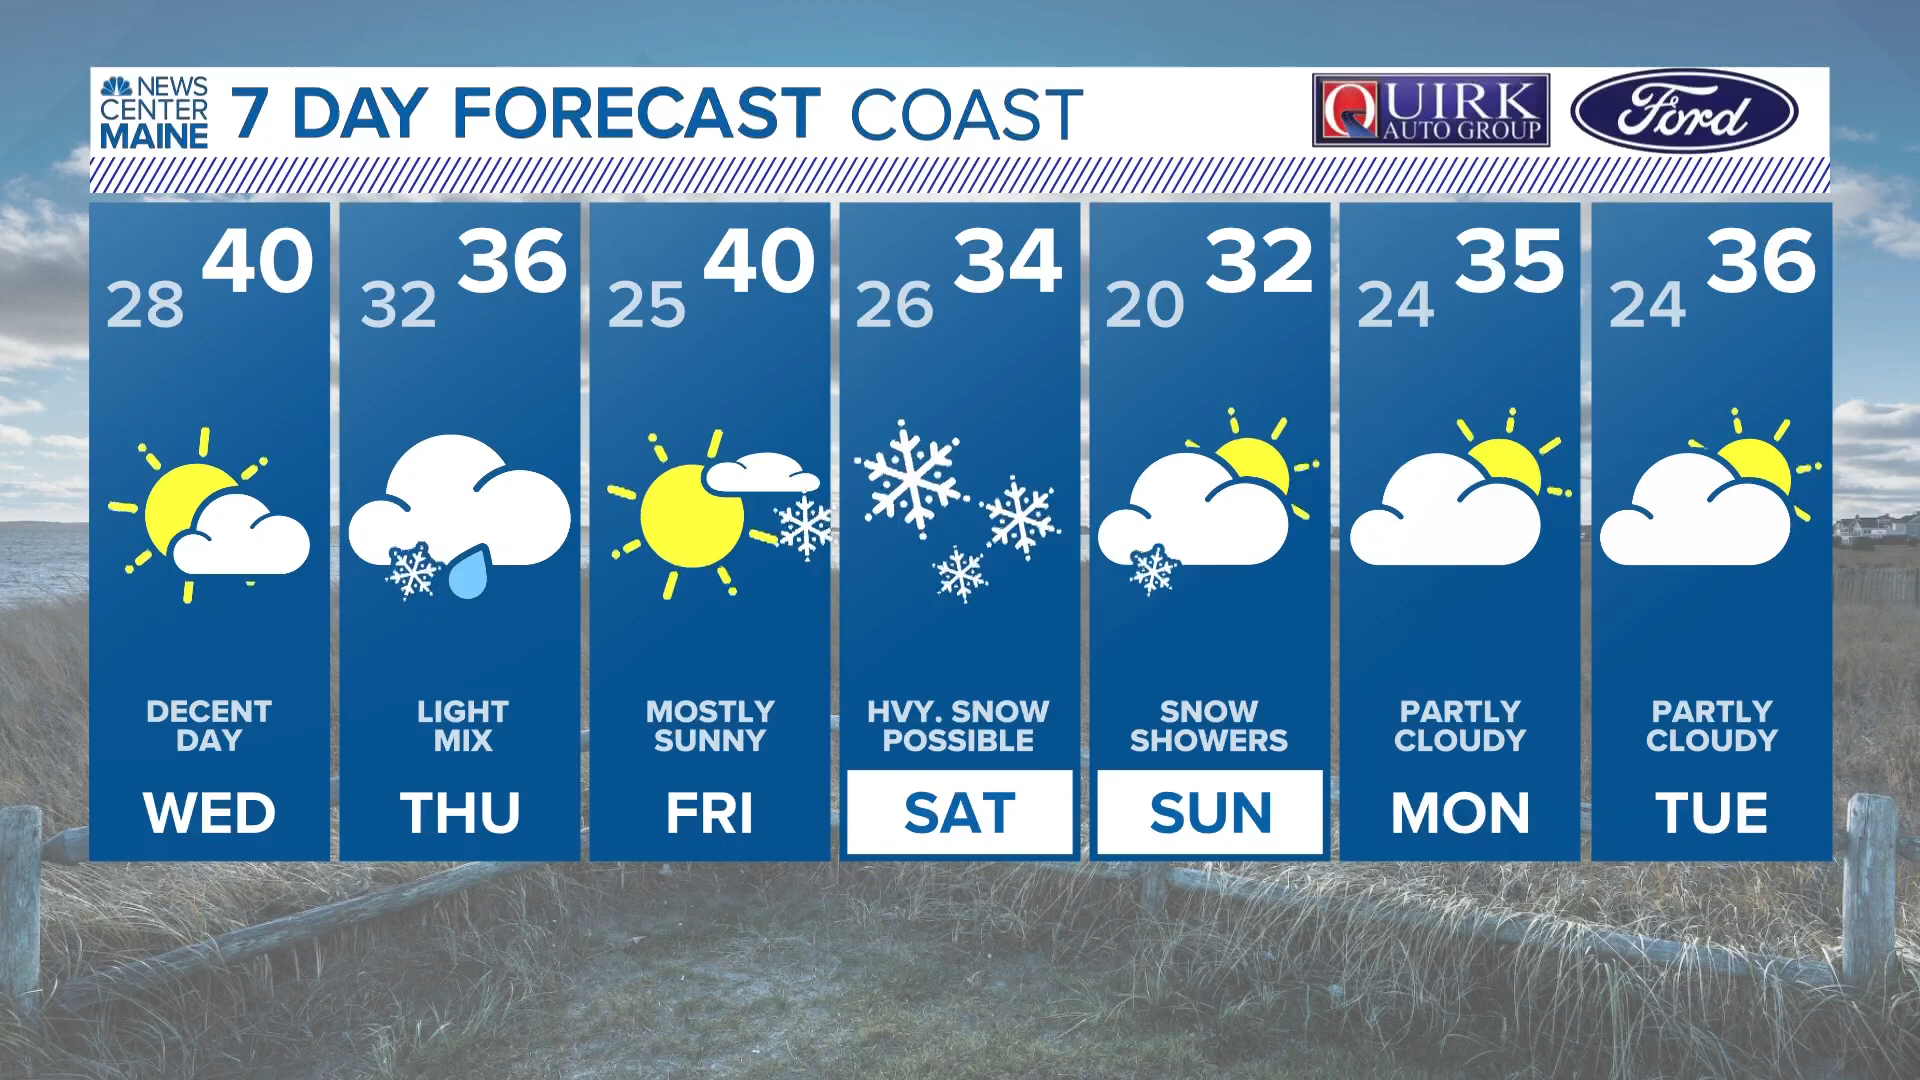 NEWS
CENTER
MAINE
7 DAY FORECAST COAST
QUIRK
AUTO GROUP
Ford
28 40
DECENT
DAY
WED
32 36
LIGHT
MIX
THU
25 40
MOSTLY
SUNNY
FRI
26 34
HVY. SNOW
POSSIBLE
SAT
20 32
SNOW
SHOWERS
SUN
24 35
PARTLY
CLOUDY
MON
24 36
PARTLY
CLOUDY
TUE